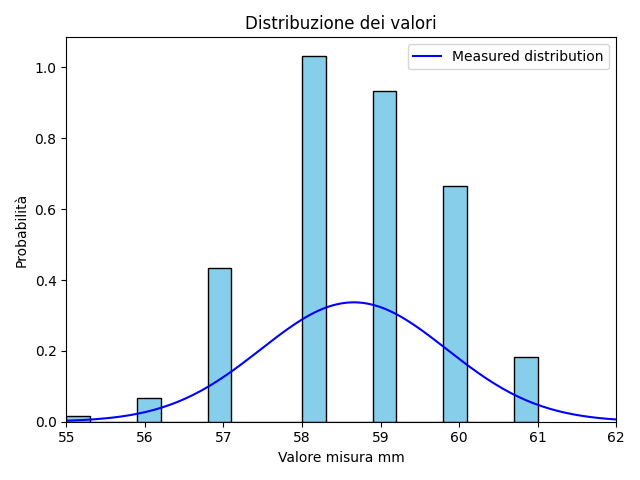 Distribuzione dei valori
Measured distribution
Probabilità
1.0
0.8
0.6
0.4
0.2
0.0
55 56 57 58 59 60 61 62
Valore misura mm